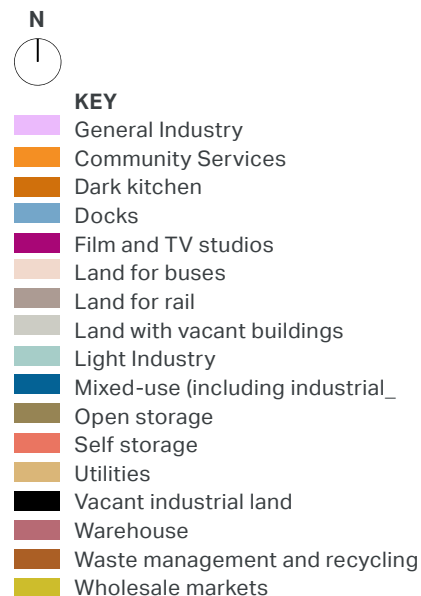 N
KEY
General Industry
Community Services
Dark kitchen
Docks
Film and TV studios
Land for buses
Land for rail
Land with vacant buildings
Light Industry
Mixed-use (including industrial_
Open storage
Self storage
Utilities
Vacant industrial land
Warehouse
Waste management and recycling
Wholesale markets